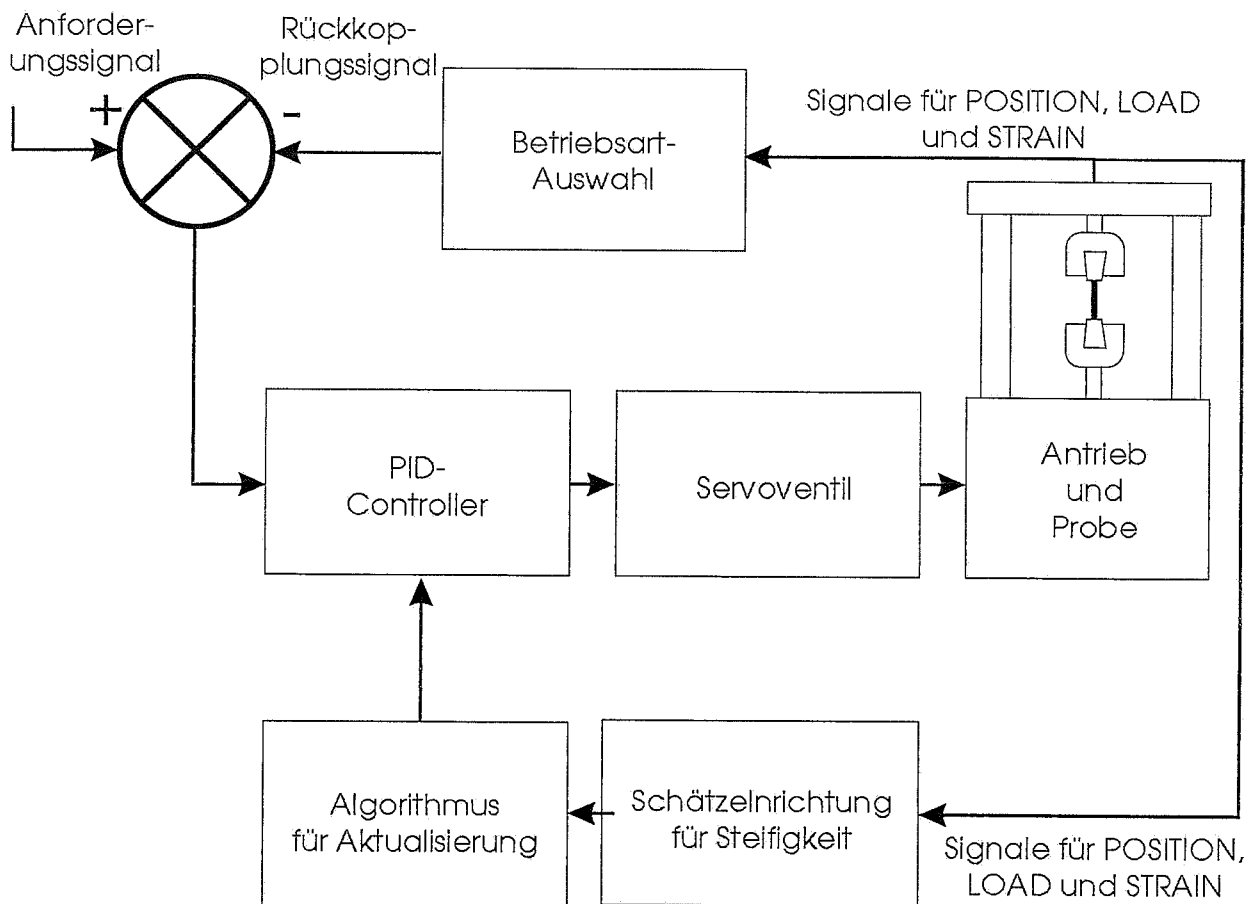 Anforder-
ungssignal
+
Rückkop-
plungssignal
-
Betriebsart-
Auswahl
Signale für POSITION, LOAD
und STRAIN
PID-
Controller
Servoventil
Antrieb
und
Probe
Algorithmus
für Aktualisierung
Schätzeinrichtung
für Steifigkeit
Signale für POSITION,
LOAD und STRAIN